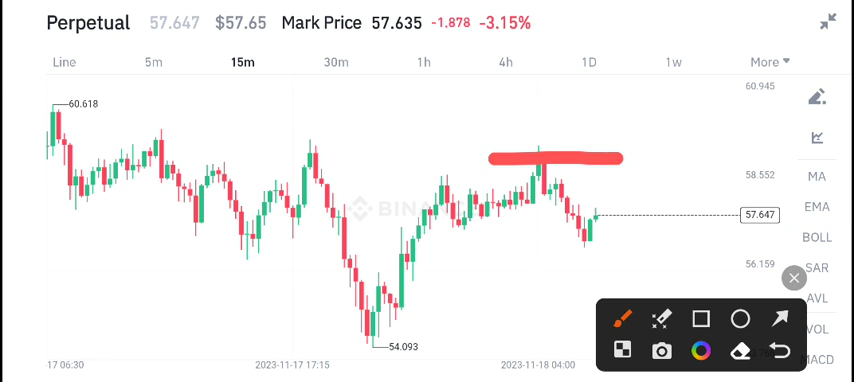 Perpetual 57.647 $57.65 Mark Price 57.635 -1.878 -3.15%
Line 5m 15m 30m 1h 4h 1D 1w More
60.945
60.618
MA
58.552
EMA
BINA
57.647
BOLL
56.159
SAR
AVL
VOL
54.093
MACD
17 06:30 2023-11-17 17:15 2023-11-18 04:00